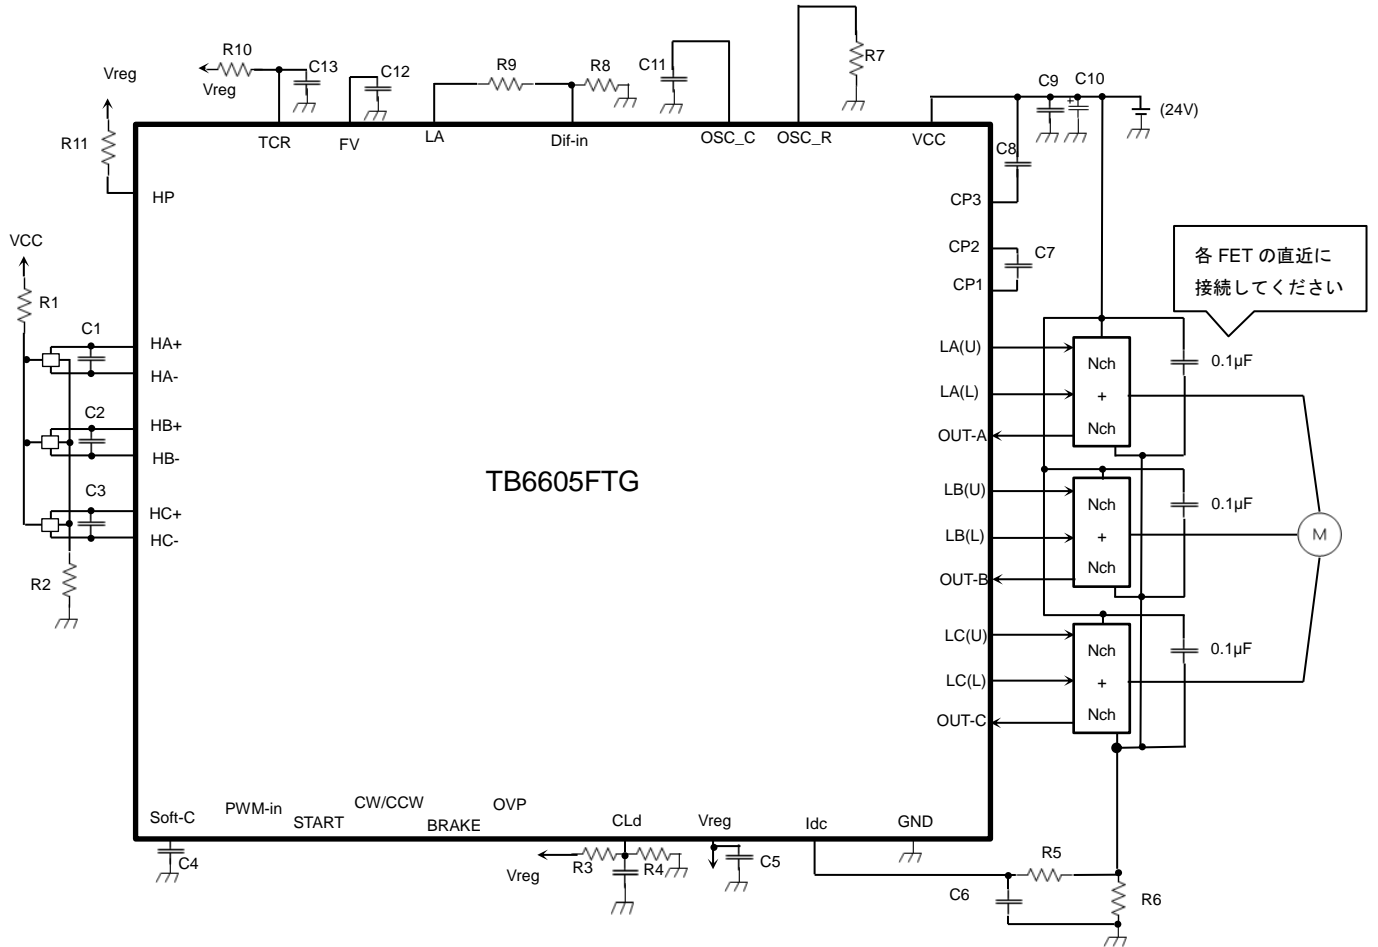 R10
C13
C12
R9
R8
C11
R7
C9
C10
+
(24V)
Vreg
Vreg
R11
TCR
FV
LA
Dif-in
OSC_C
OSC_R
VCC
C8
HP
CP3
CP2
C7
CP1
VCC
R1
各 FET の直近に
接続してください
C1
HA+
HA-
LA(U)
LA(L)
OUT-A
Nch
+
Nch
0.1µF
C2
HB+
HB-
TB6605FTG
LB(U)
LB(L)
OUT-B
Nch
+
Nch
0.1µF
M
C3
HC+
HC-
R2
LC(U)
LC(L)
OUT-C
Nch
+
Nch
0.1µF
Soft-C
PWM-in
START
CW/CCW
BRAKE
OVP
CLd
Vreg
Idc
GND
C4
Vreg
R3
R4
C5
R5
C6
R6